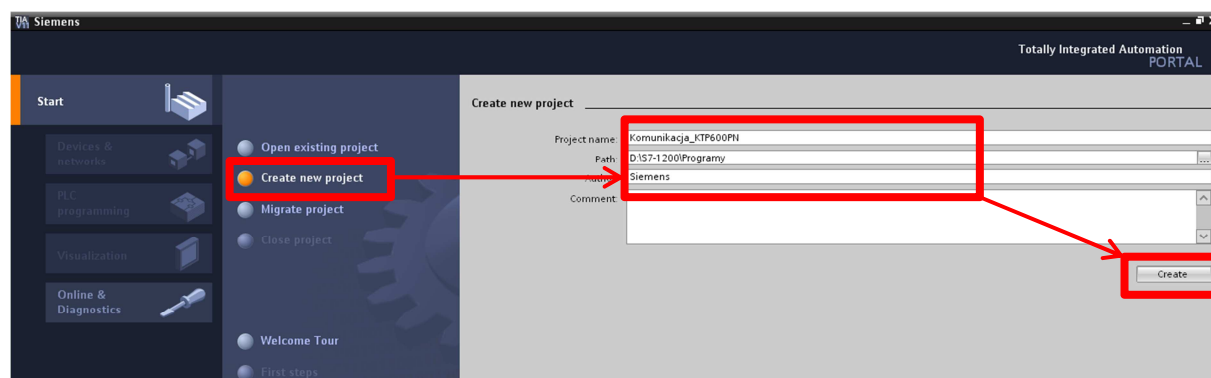 Siemens
Totally Integrated Automation
PORTAL
Start
Devices &
networks
PLC
programming
Visualization
Online &
Diagnostics
Open existing project
Create new project
Migrate project
Close project
Welcome Tour
First steps
Create new project
Project name:
Komunikacja_KTP600PN
Path:
D:\S7-1200\Programy
...
Siemens
Comment:
Create